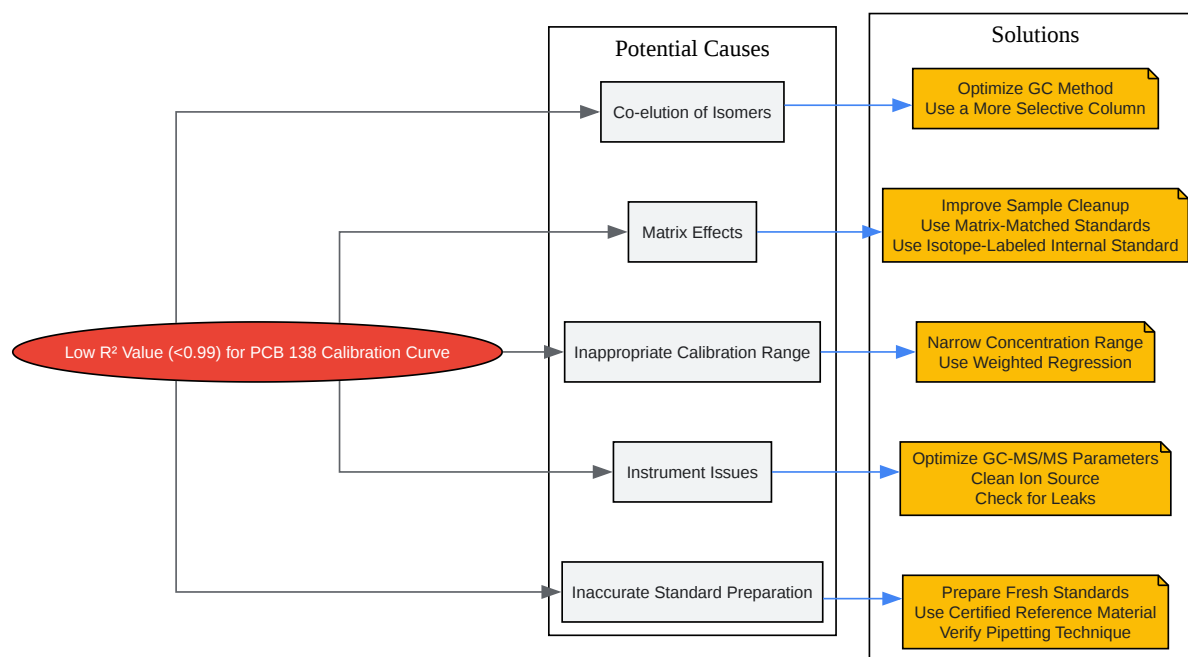 Potential Causes
Solutions
Co-elution of Isomers
Optimize GC Method
Use a More Selective Column
Matrix Effects
Improve Sample Cleanup
Use Matrix-Matched Standards
Use Isotope-Labeled Internal Standard
Low R² Value (<0.99) for PCB 138 Calibration Curve
Inappropriate Calibration Range
Narrow Concentration Range
Use Weighted Regression
Instrument Issues
Optimize GC-MS/MS Parameters
Clean Ion Source
Check for Leaks
Inaccurate Standard Preparation
Prepare Fresh Standards
Use Certified Reference Material
Verify Pipetting Technique